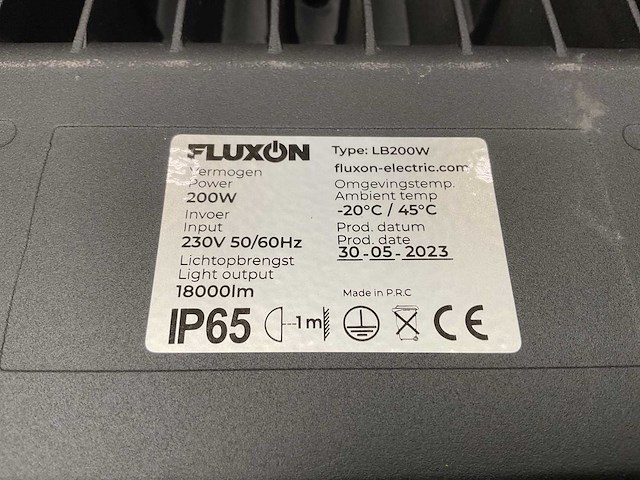 FLUXON
Vermogen
Power
200W
Invoer
Input
230V 50/60Hz
Lichtopbrengst
Light output
18000lm
Type: LB200W
fluxon-electric.com
Omgevingstemp.
Ambient temp
-20°C / 45°C
Prod. datum
Prod. date
30-05-2023
Made in P.R.C
IP65
1m
CE